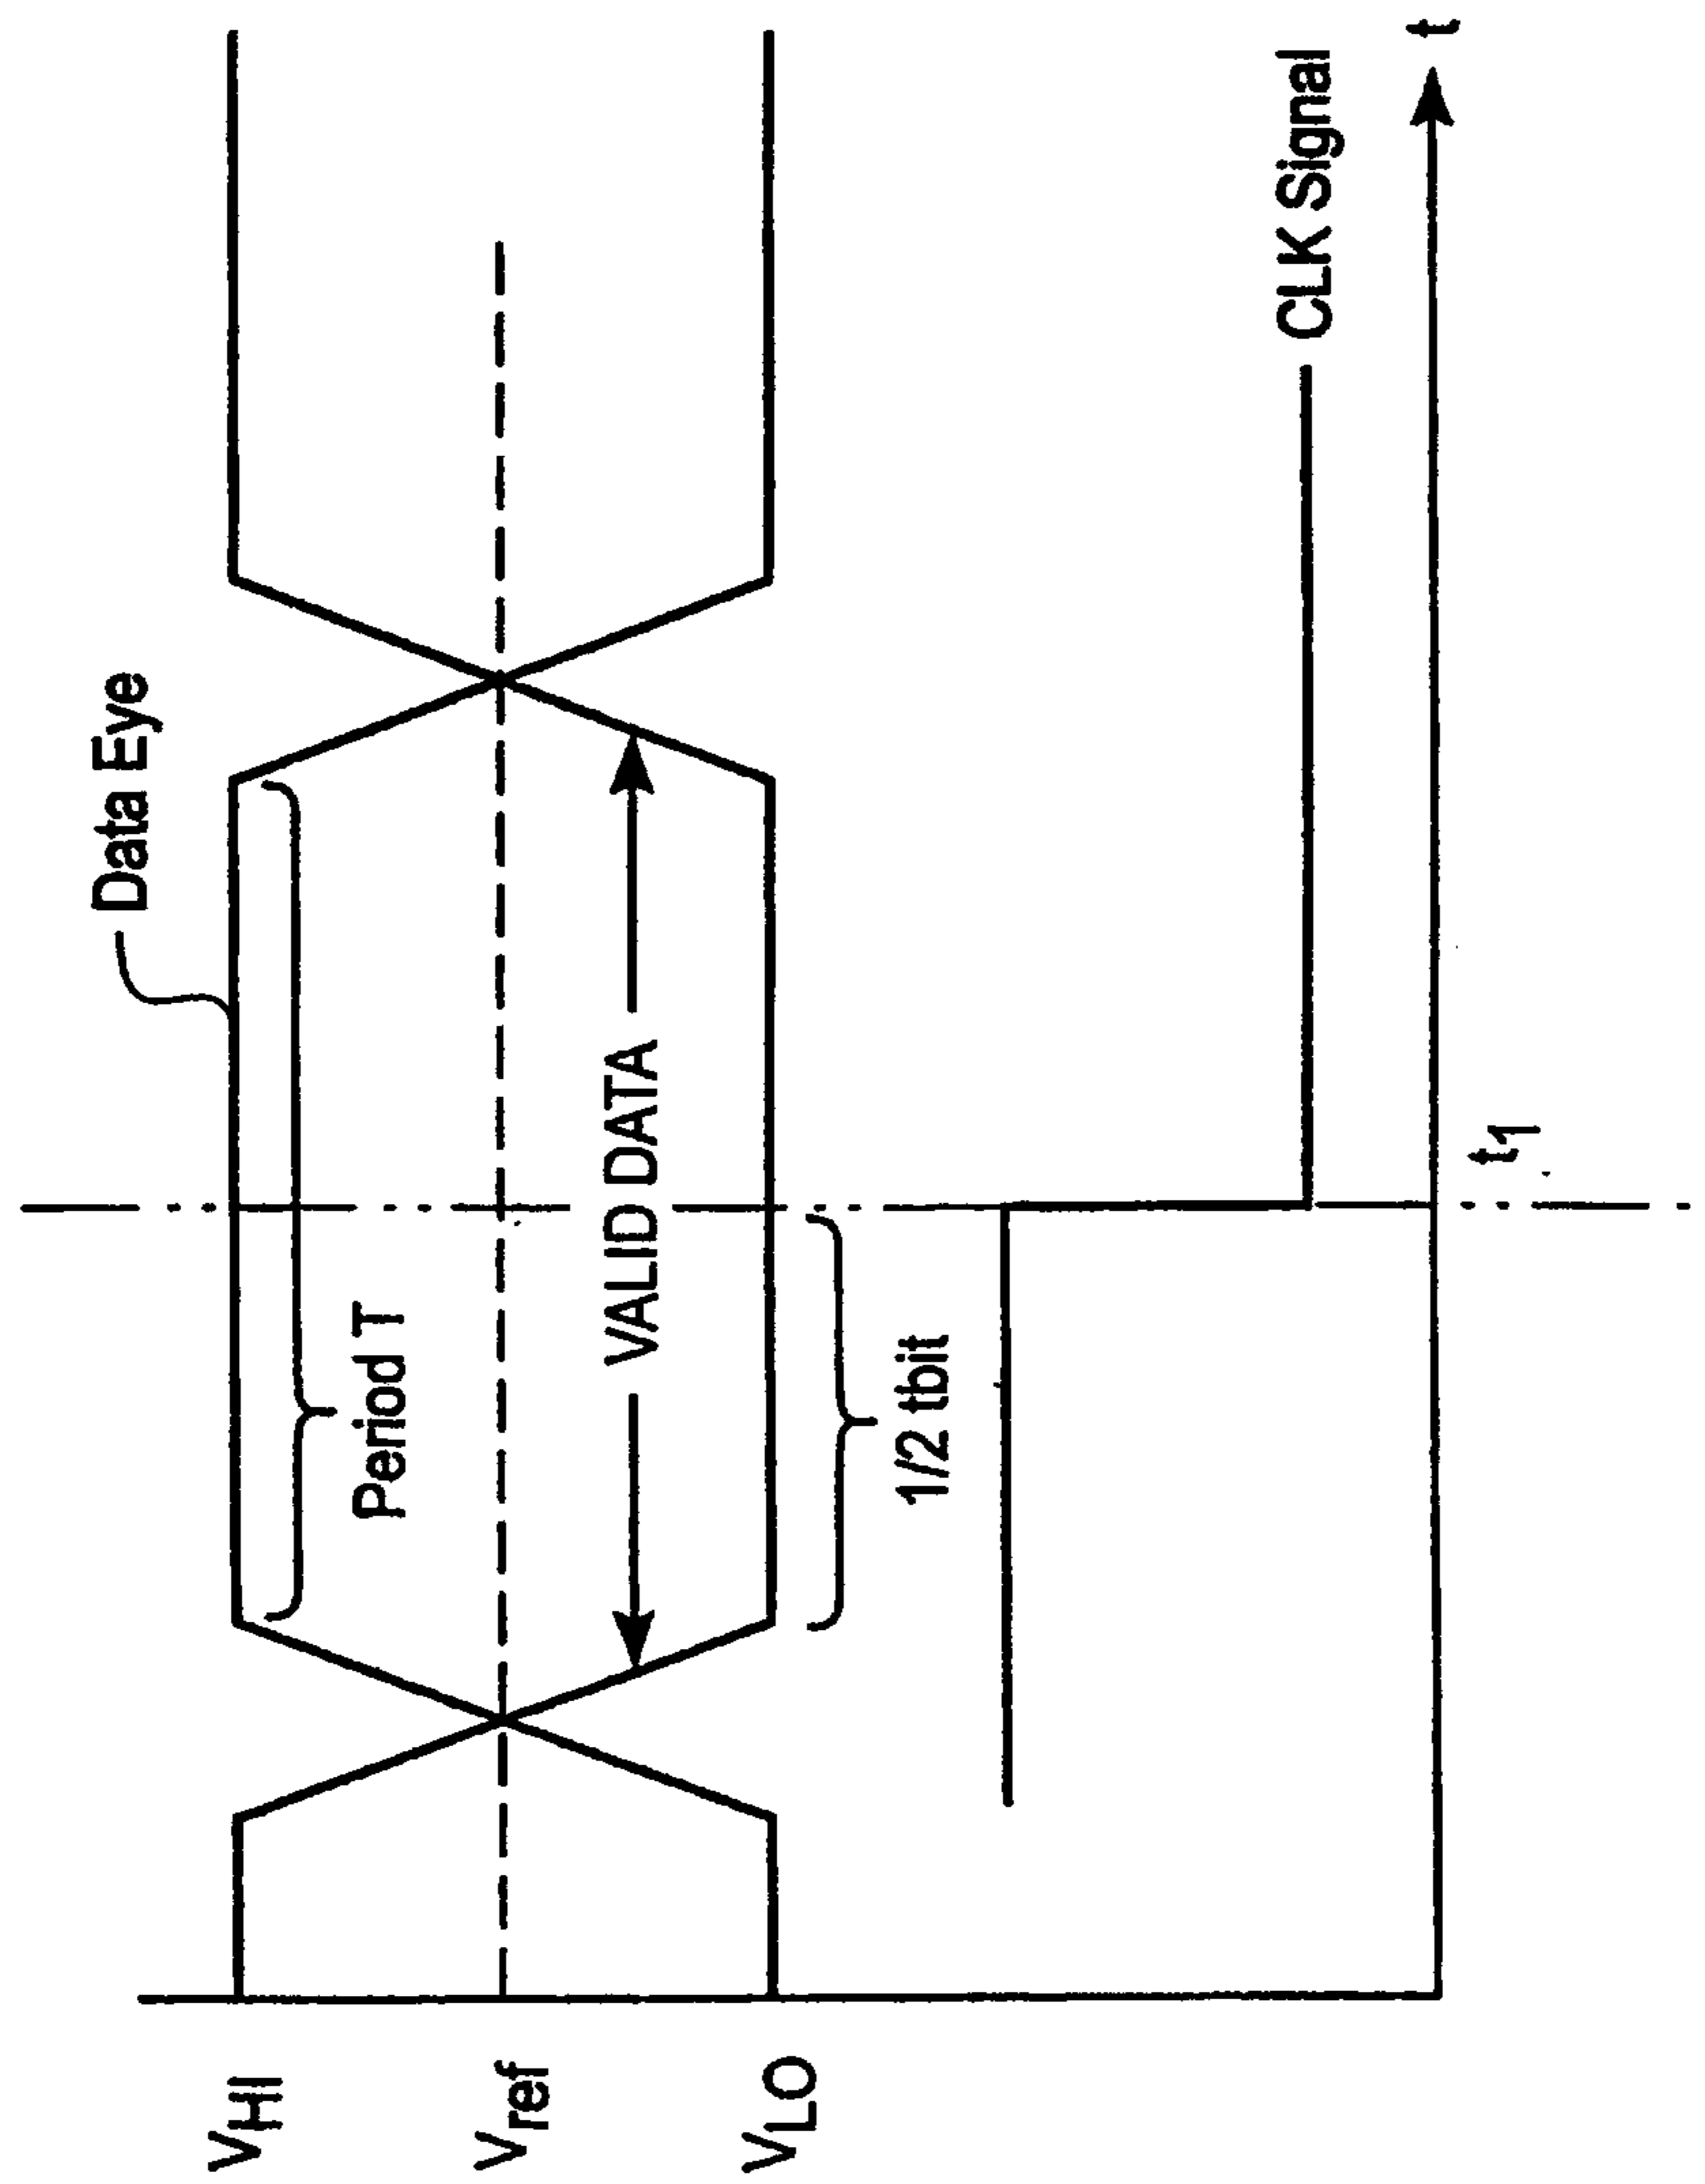 Data Eye
VHI
Period T
Vref
VALID DATA
VLO
1/2 tbit
CLK Signal
t1
t